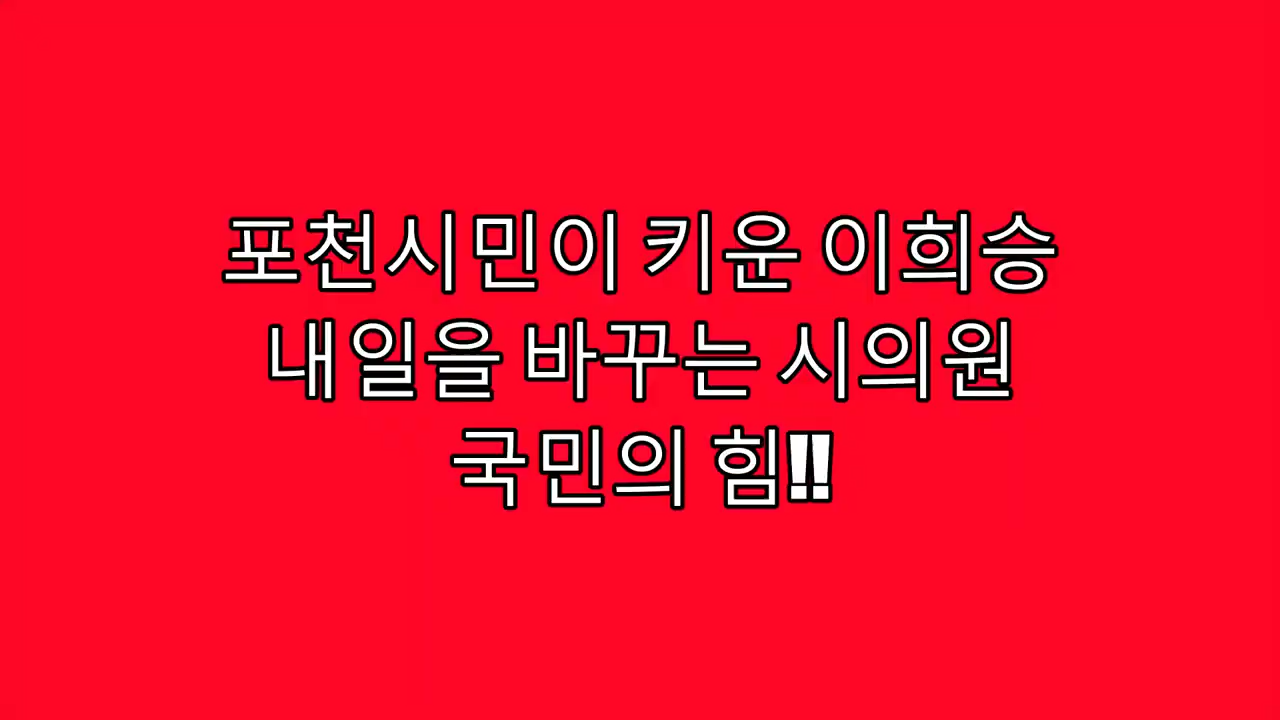 포천시민이 키운 이희승
내일을 바꾸는 시의원
국민의 힘!!